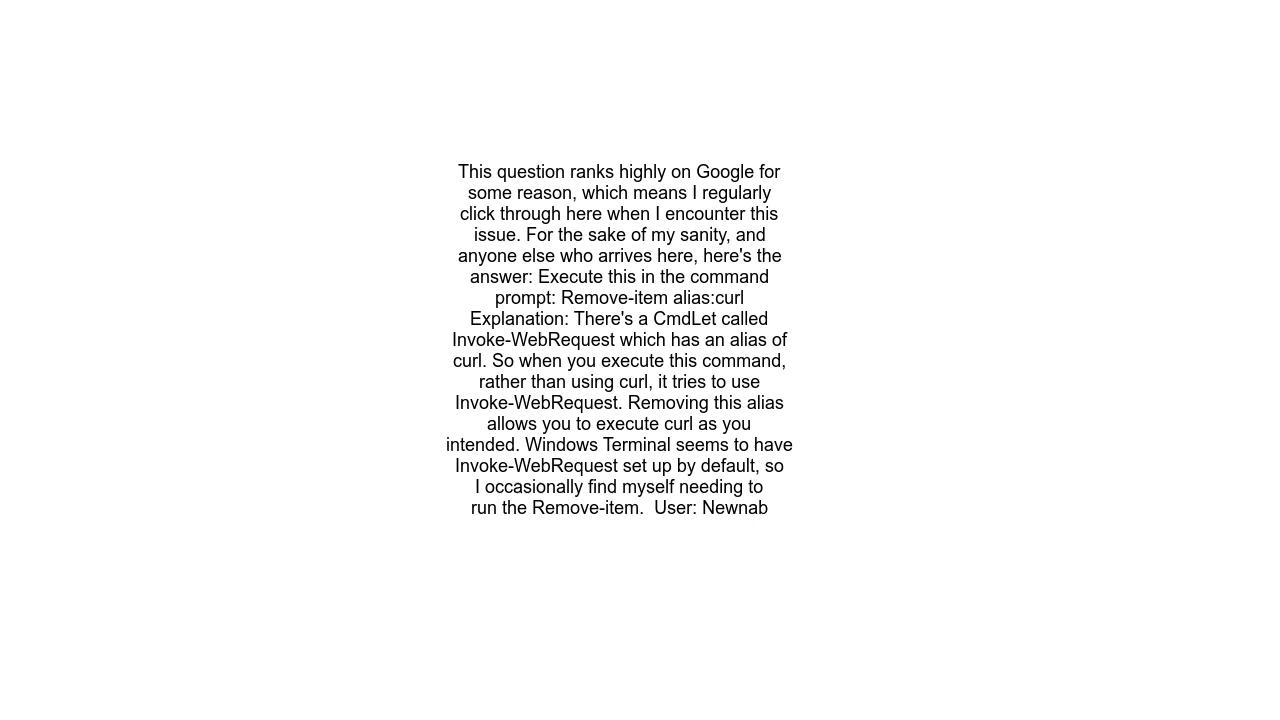 This question ranks highly on Google for
some reason, which means I regularly
click through here when I encounter this
issue. For the sake of my sanity, and
anyone else who arrives here, here's the
answer: Execute this in the command
prompt: Remove-item alias:curl
Explanation: There's a CmdLet called
Invoke-WebRequest which has an alias of
curl. So when you execute this command,
rather than using curl, it tries to use
Invoke-WebRequest. Removing this alias
allows you to execute curl as you
intended. Windows Terminal seems to have
Invoke-WebRequest set up by default, so
I occasionally find myself needing to
run the Remove-item.  User: Newnab